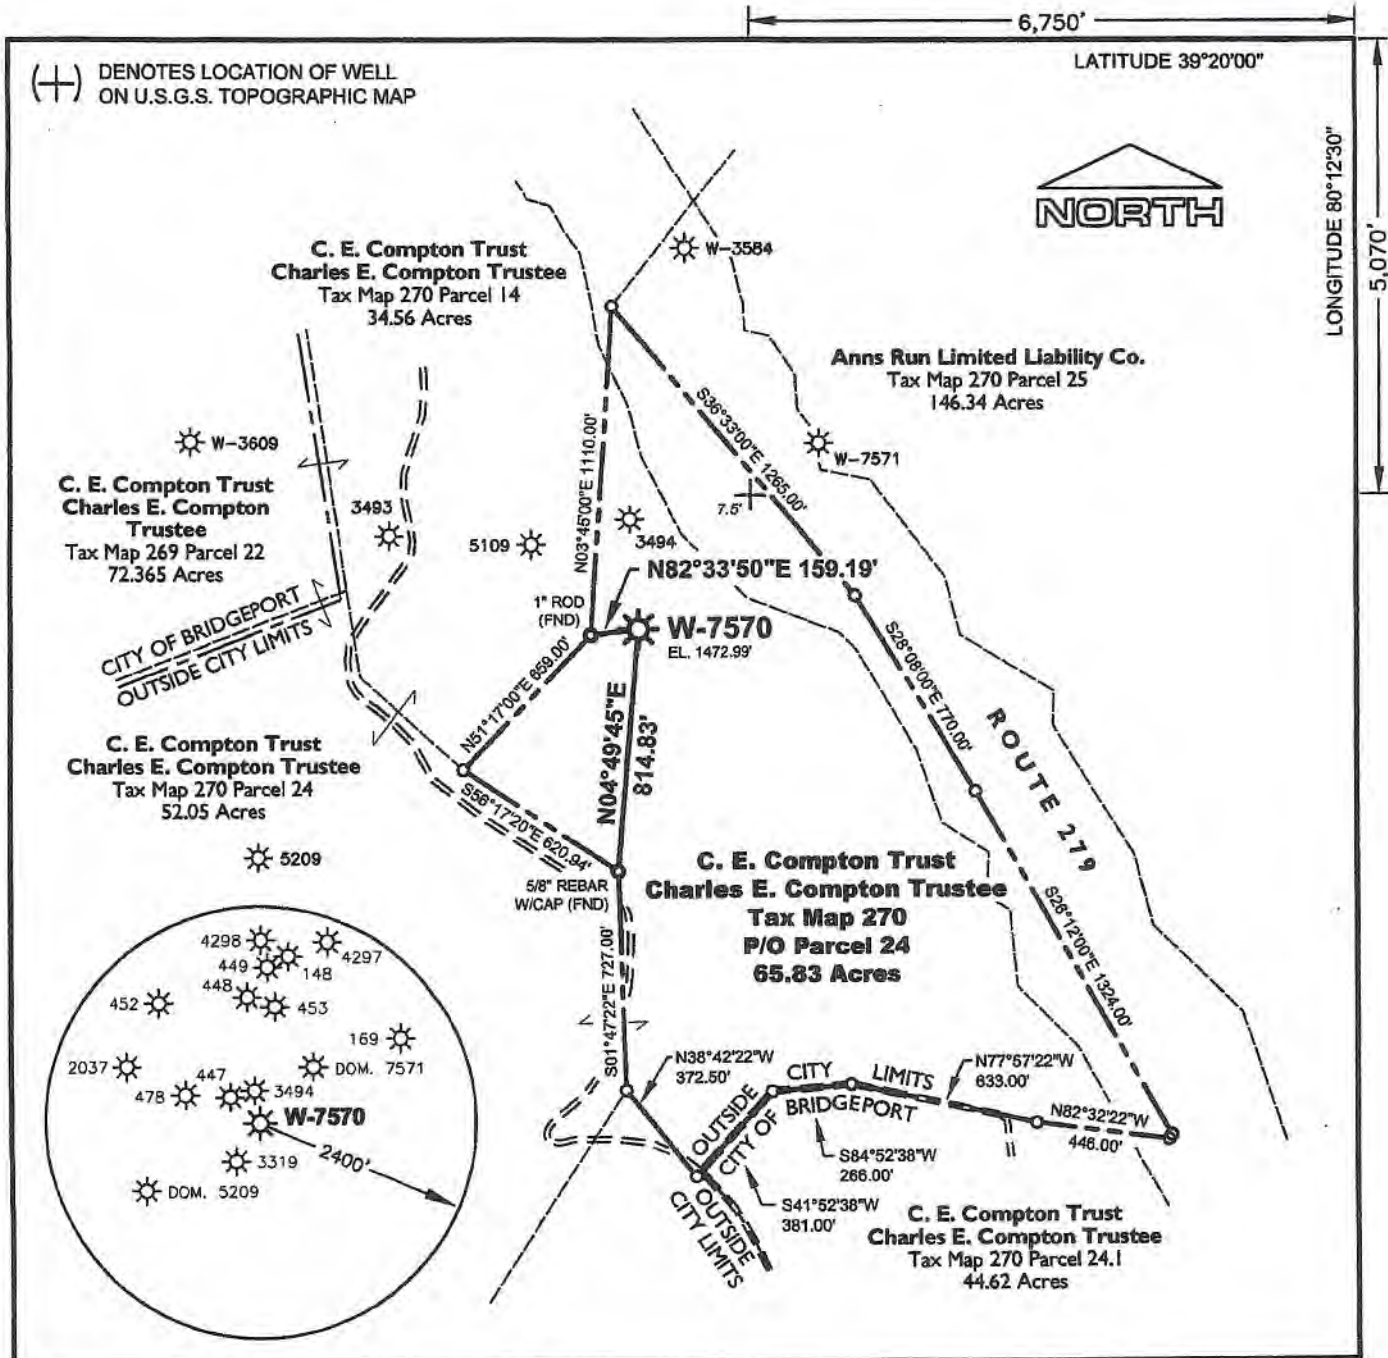 6,750'
(+) DENOTES LOCATION OF WELL
ON U.S.G.S. TOPOGRAPHIC MAP
LATITUDE 39°20'00"
LONGITUDE 80°12'30"
5,070'
NORTH
W-3584
C. E. Compton Trust
Charles E. Compton Trustee
Tax Map 270 Parcel 14
34.56 Acres
Anns Run Limited Liability Co.
Tax Map 270 Parcel 25
146.34 Acres
S36°33'00"E 1265.00'
N03°45'00"E 1110.00'
W-3609
W-7571
C. E. Compton Trust
Charles E. Compton
Trustee
Tax Map 269 Parcel 22
72.365 Acres
3493
5109
3494
7.5'
N82°33'50"E 159.19'
1" ROD
(FND)
W-7570
EL. 1472.99'
CITY OF BRIDGEPORT
OUTSIDE CITY LIMITS
N51°17'00"E 659.00'
N04°49'45"E
814.83'
S28°08'00"E 770.00'
ROUTE 279
C. E. Compton Trust
Charles E. Compton Trustee
Tax Map 270 Parcel 24
52.05 Acres
S56°17'20"E 620.94'
5209
5/8" REBAR
W/CAP (FND)
C. E. Compton Trust
Charles E. Compton Trustee
Tax Map 270
P/O Parcel 24
65.83 Acres
S26°12'00"E 1324.00'
S01°47'22"E 727.00'
4298
4297
449
148
448
452
453
169
2037
DOM. 7571
447
478
3494
W-7570
2400'
3319
DOM. 5209
N38°42'22"W
372.50'
OUTSIDE CITY LIMITS
CITY OF BRIDGEPORT
N77°57'22"W
633.00'
N82°32'22"W
446.00'
S84°52'38"W
266.00'
S41°52'38"W
381.00'
OUTSIDE
CITY LIMITS
C. E. Compton Trust
Charles E. Compton Trustee
Tax Map 270 Parcel 24.1
44.62 Acres